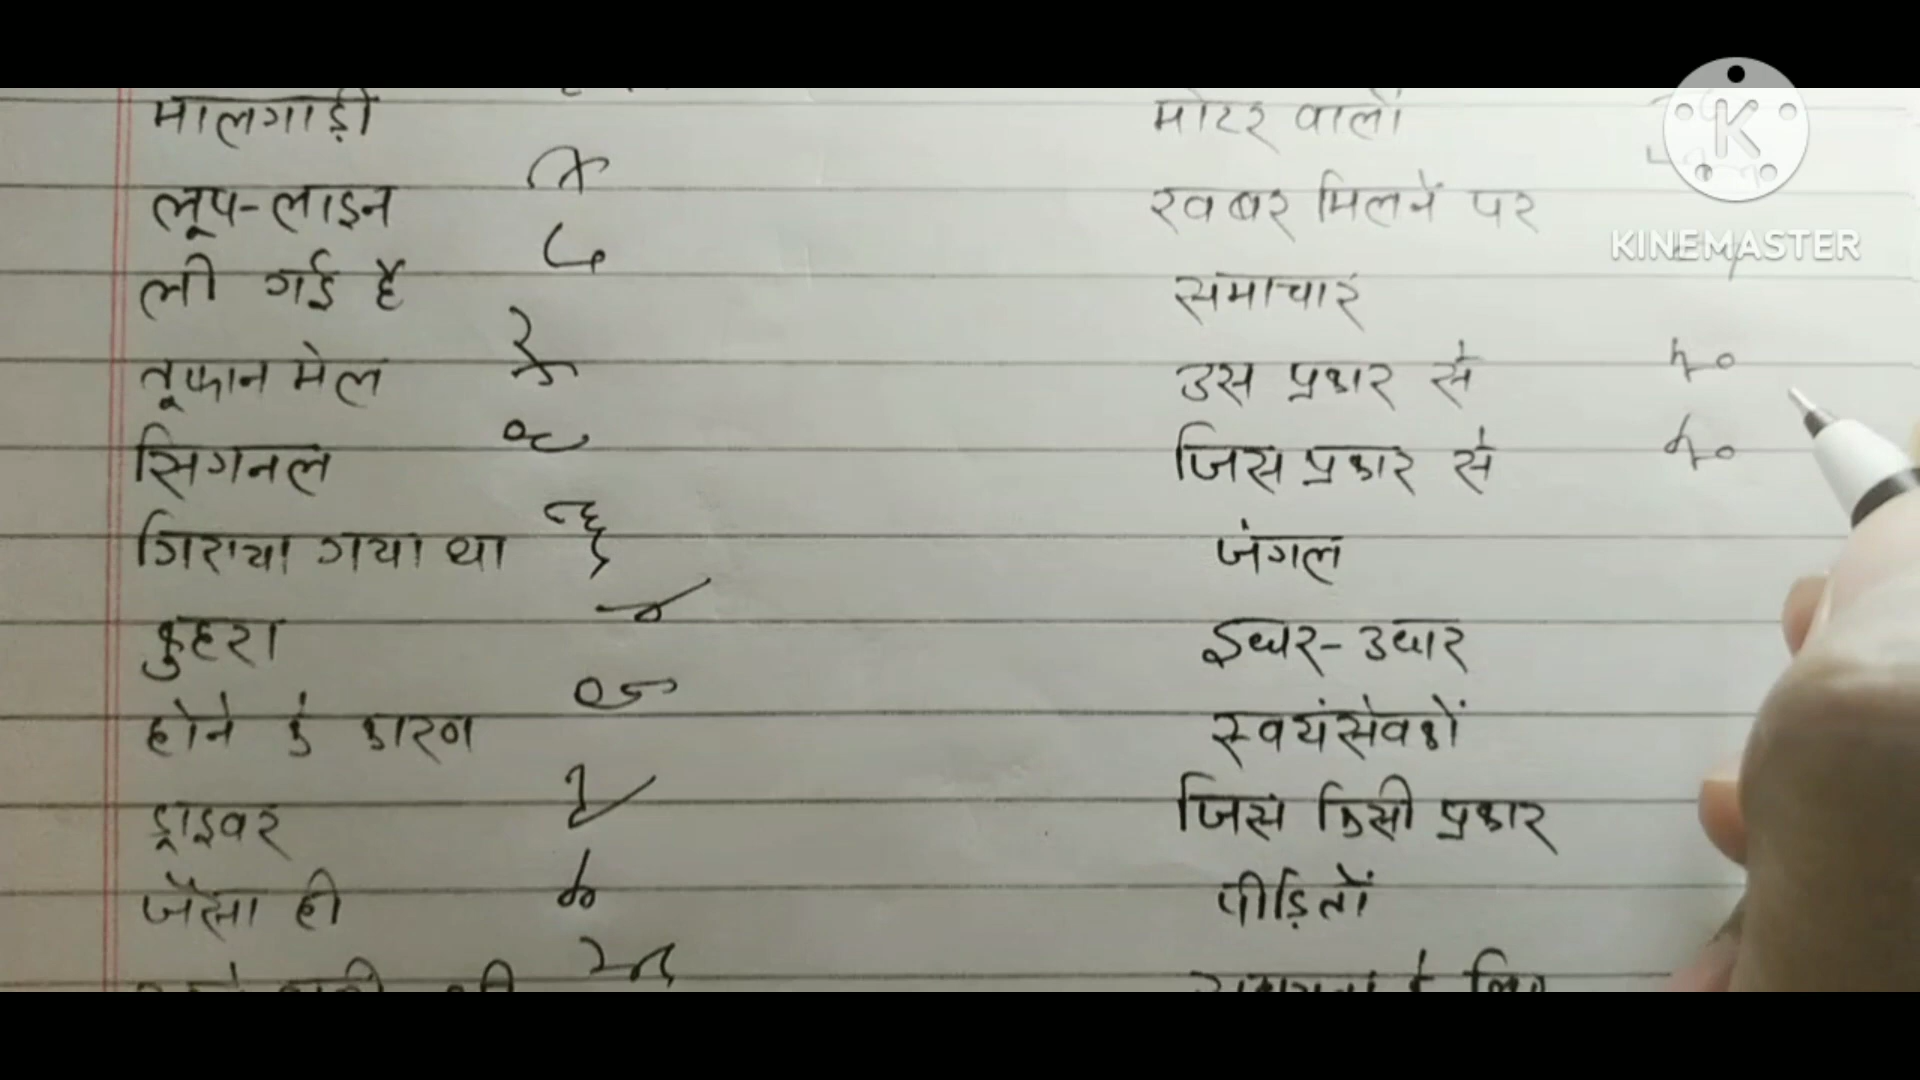 मालगाड़ी
लूप-लाइन
ली गई है
तूफान मेल
सिगनल
गिराया गया था
कुहरा
होने के कारण
ड्राइवर
जैसा ही
मोटर वालों
खबर मिलने पर
समाचार
उस प्रकार से
जिस प्रकार से
जंगल
इधर-उधर
स्वयंसेवकों
जिस किसी प्रकार
पीड़ितों
KINEMASTER